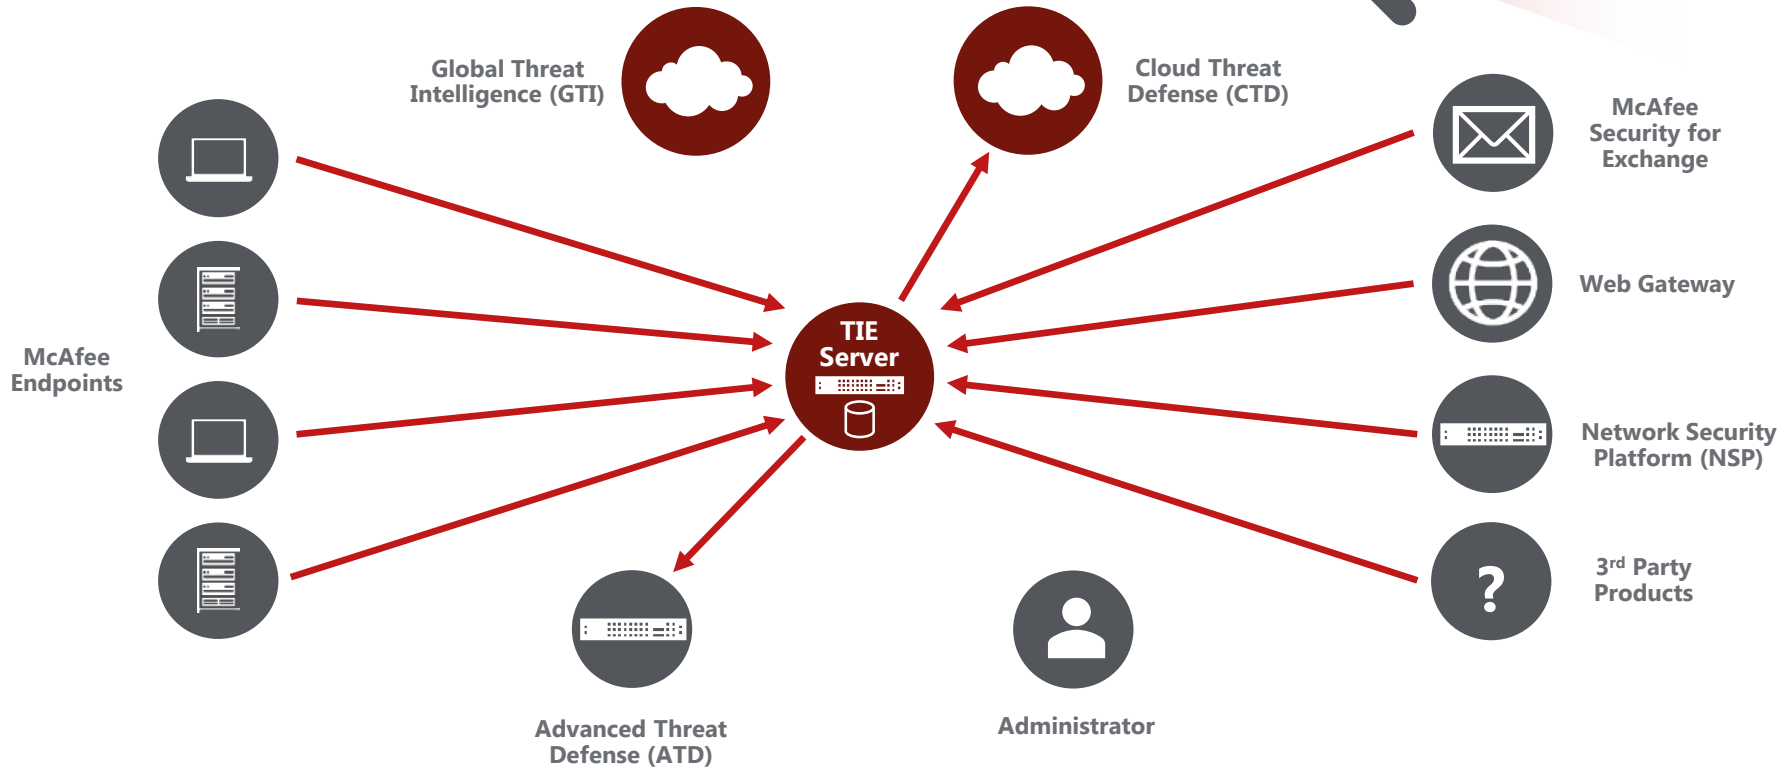 Global Threat
Intelligence (GTI)
Cloud Threat
Defense (CTD)
McAfee
Security for
Exchange
Web Gateway
TIE
Server
McAfee
Endpoints
Network Security
Platform (NSP)
?
3rd Party
Products
Advanced Threat
Defense (ATD)
Administrator